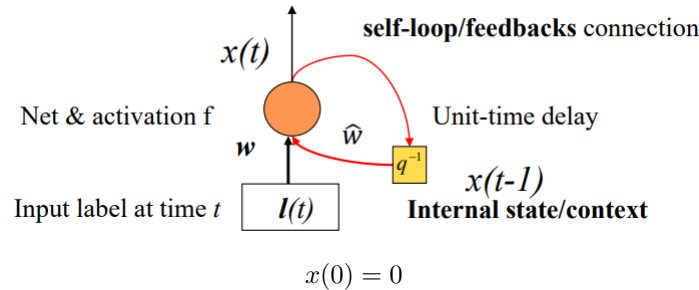 self-loop/feedbacks connection
x(t)
Net & activation f
Unit-time delay
w
ŵ
q⁻¹
x(t-1)
Input label at time t
l(t)
Internal state/context
x(0) = 0